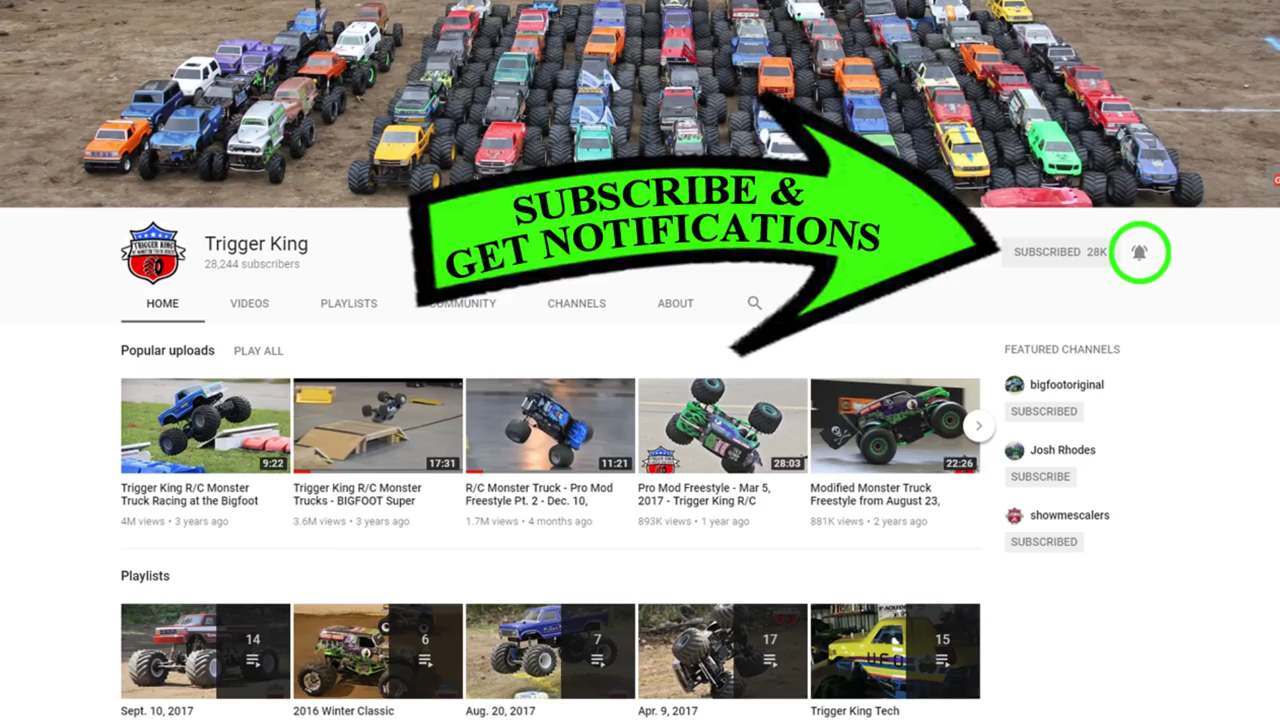 SUBSCRIBE &
GET NOTIFICATIONS
TRIGGER KING
Trigger King
28,244 subscribers
SUBSCRIBED 28K
HOME VIDEOS PLAYLISTS COMMUNITY CHANNELS ABOUT
Popular uploads PLAY ALL
9:22 17:31 11:21 28:03 22:26
Trigger King R/C Monster
Truck Racing at the Bigfoot
4M views • 3 years ago
Trigger King R/C Monster
Trucks - BIGFOOT Super
3.6M views • 3 years ago
R/C Monster Truck - Pro Mod
Freestyle Pt. 2 - Dec. 10,
1.7M views • 4 months ago
Pro Mod Freestyle - Mar 5,
2017 - Trigger King R/C
893K views • 1 year ago
Modified Monster Truck
Freestyle from August 23,
881K views • 2 years ago
FEATURED CHANNELS
bigfootoriginal
SUBSCRIBED
Josh Rhodes
SUBSCRIBE
showmescalers
SUBSCRIBED
Playlists
14 6 7 17 15
UFO
Sept. 10, 2017
2016 Winter Classic
Aug. 20, 2017
Apr. 9, 2017
Trigger King Tech